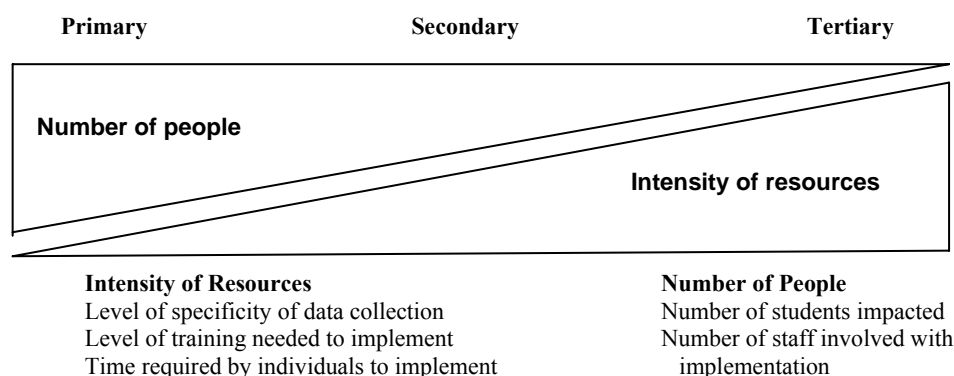 Primary Secondary Tertiary
Number of people
Intensity of resources
Intensity of Resources
Level of specificity of data collection
Level of training needed to implement
Time required by individuals to implement
Number of People
Number of students impacted
Number of staff involved with
implementation